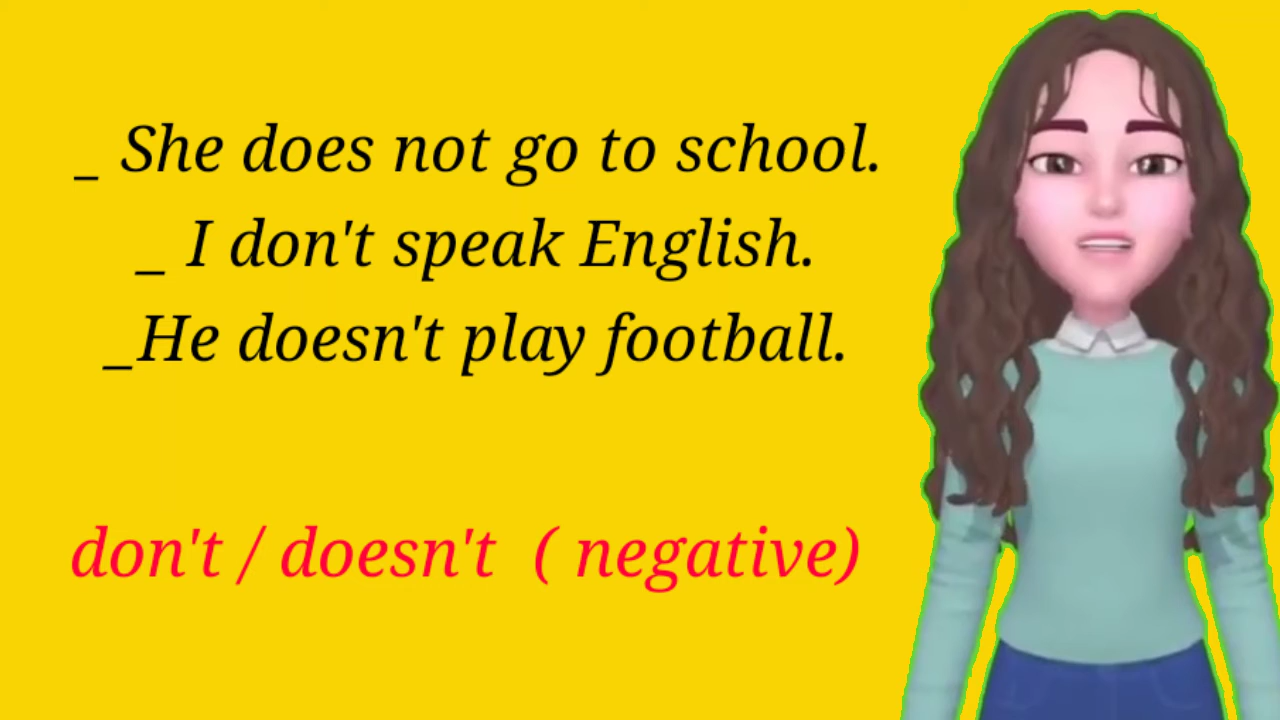 _ She does not go to school.
_ I don't speak English.
_He doesn't play football.
don't / doesn't ( negative)